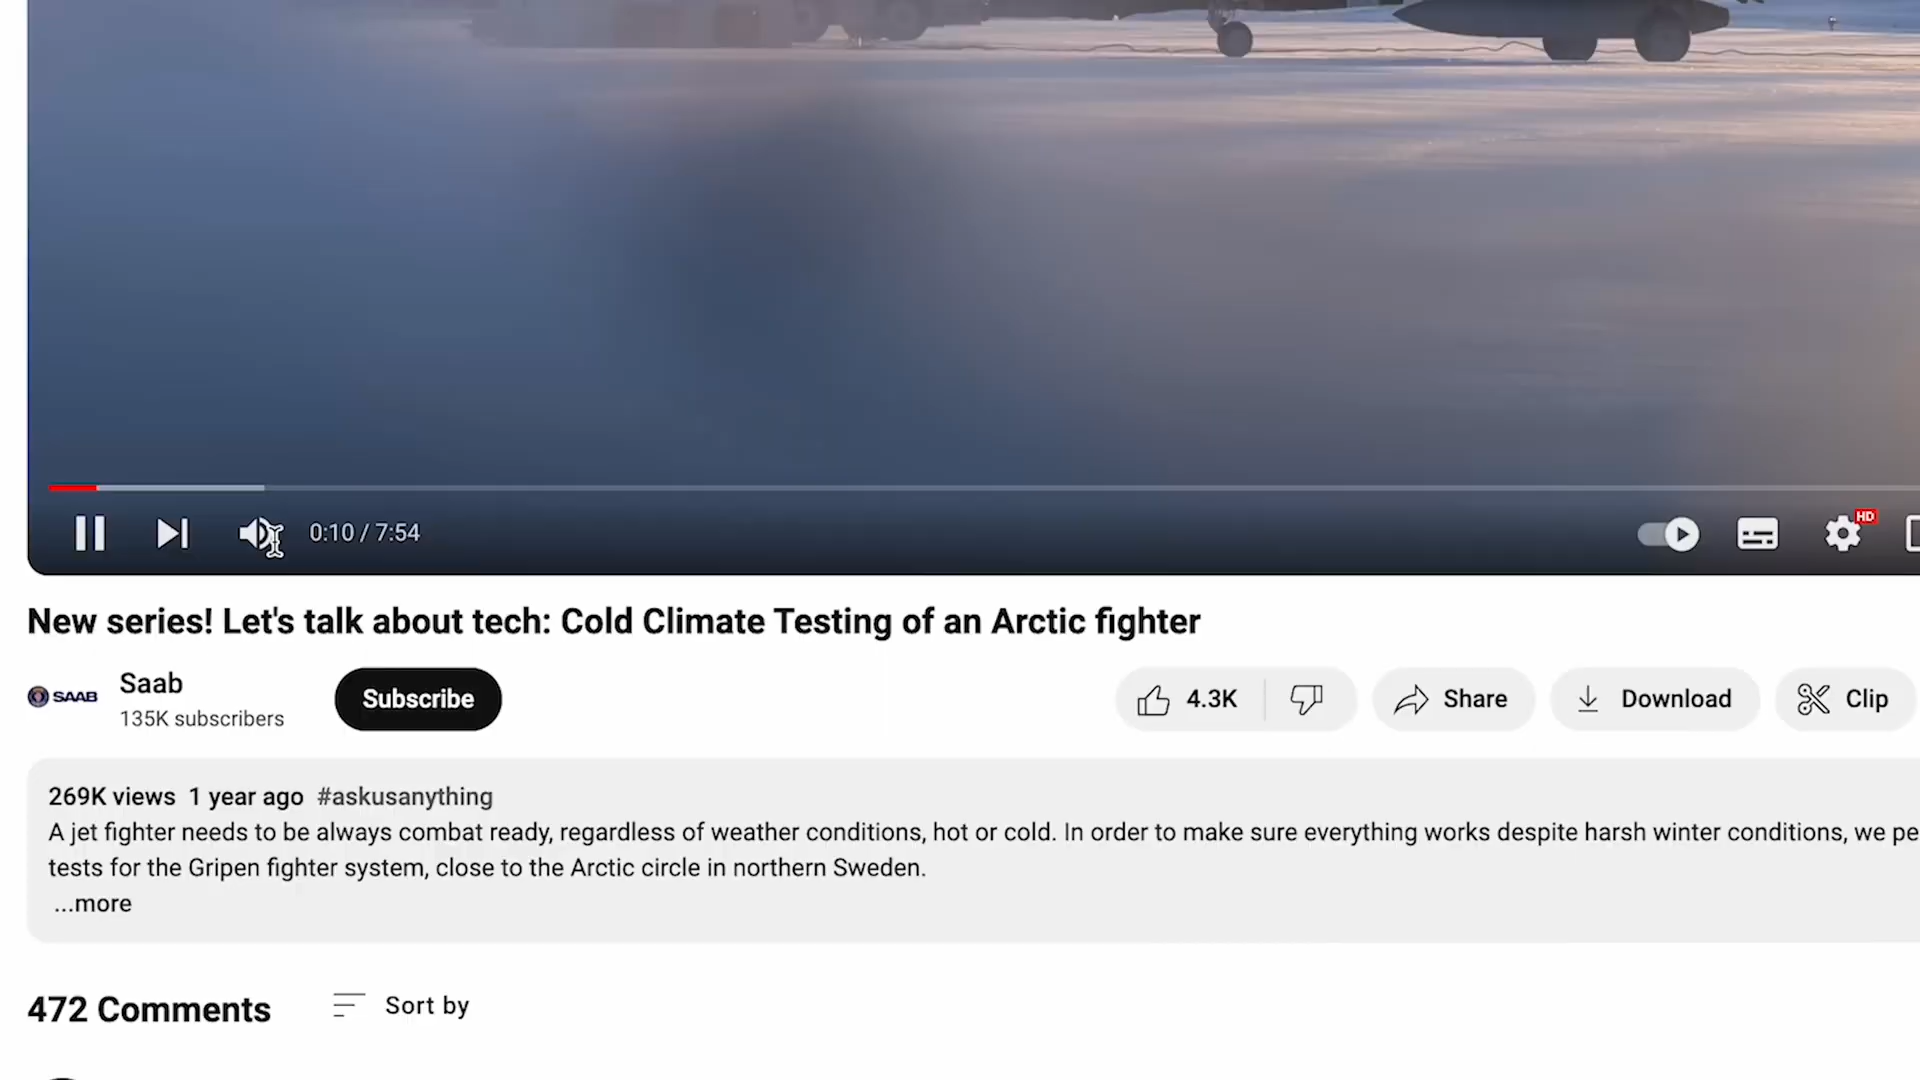 0:10 / 7:54
HD
New series! Let's talk about tech: Cold Climate Testing of an Arctic fighter
SAAB
Saab
135K subscribers
Subscribe
4.3K
Share
Download
Clip
269K views 1 year ago #askusanything
A jet fighter needs to be always combat ready, regardless of weather conditions, hot or cold. In order to make sure everything works despite harsh winter conditions, we pe
tests for the Gripen fighter system, close to the Arctic circle in northern Sweden.
...more
472 Comments
Sort by